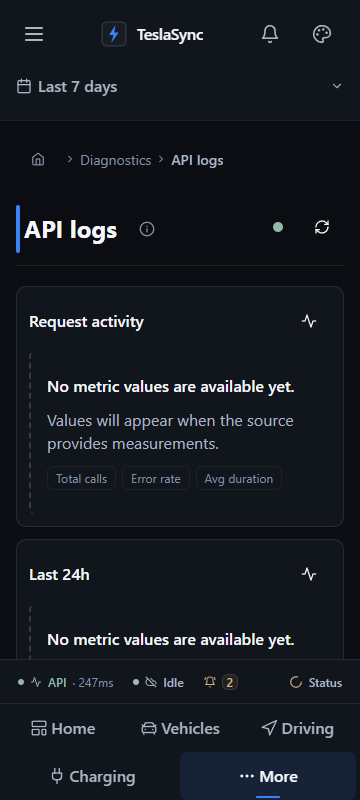 TeslaSync
Last 7 days
Diagnostics API logs
API logs
Request activity
No metric values are available yet.
Values will appear when the source
provides measurements.
Total calls Error rate Avg duration
Last 24h
No metric values are available yet.
API · 247ms Idle 2 Status
Home Vehicles Driving
Charging More